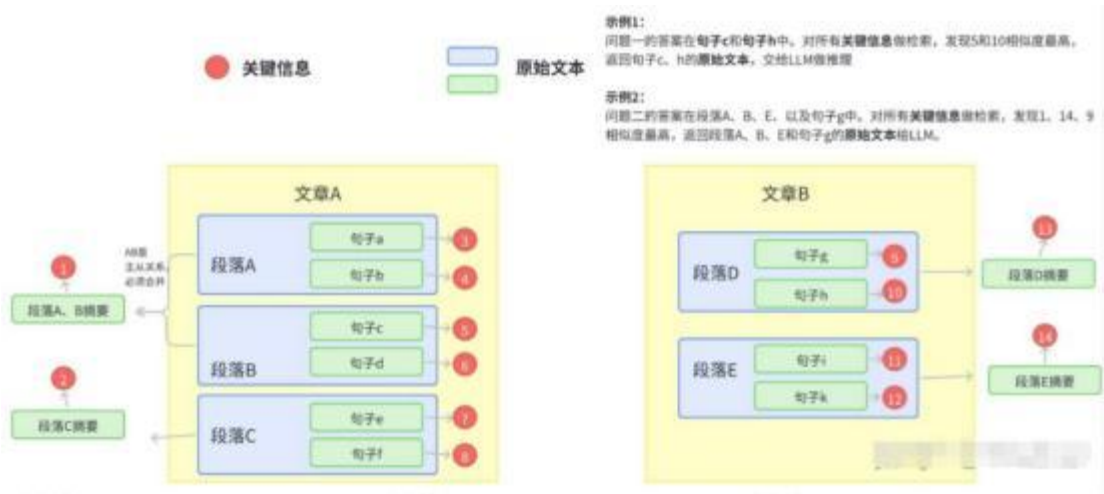 示例1:
问题一的答案在句子c和句子h中。对所有关键信息做检索，发现5和10相似度最高，
返回句子c、h的原始文本，交给LLM做推理
关键信息
原始文本
示例2:
问题二的答案在段落A、B、E、以及句子g中。对所有关键信息做检索，发现1、14、9
相似度最高，返回段落A、B、E和句子g的原始文本给LLM。
文章A
段落A
句子a
3
句子b
4
AB是
主从关系，
必须合并
1
段落A、B摘要
段落B
句子c
5
句子d
6
2
段落C摘要
段落C
句子e
7
句子f
8
文章B
段落D
句子g
9
句子h
10
13
段落D摘要
段落E
句子i
11
句子k
12
14
段落E摘要